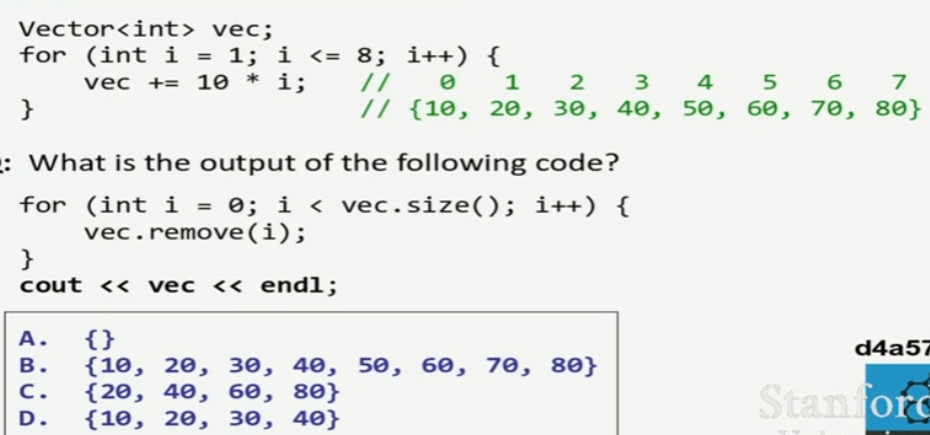 Vector<int> vec;
for (int i = 1; i <= 8; i++) {
vec += 10 * i; // 0 1 2 3 4 5 6 7
} // {10, 20, 30, 40, 50, 60, 70, 80}
: What is the output of the following code?
for (int i = 0; i < vec.size(); i++) {
vec.remove(i);
}
cout << vec << endl;
A. {}
B. {10, 20, 30, 40, 50, 60, 70, 80}
C. {20, 40, 60, 80}
D. {10, 20, 30, 40}
d4a57
Stanford